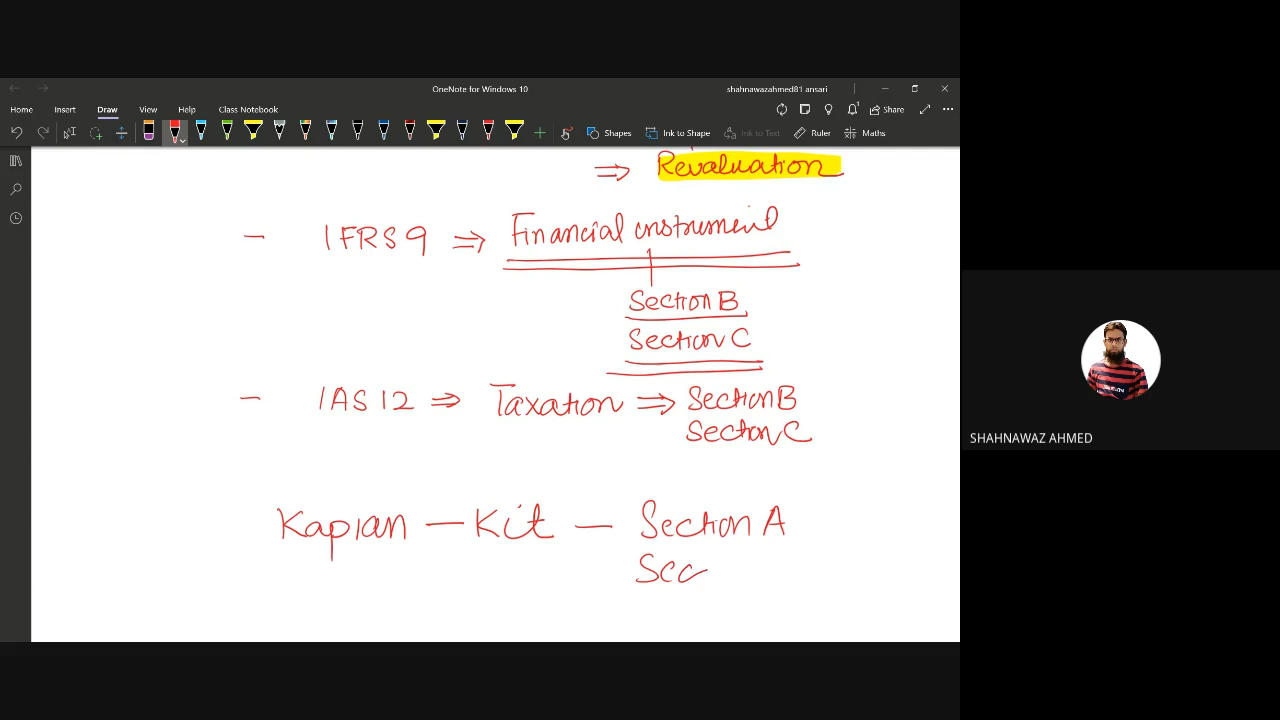 OneNote for Windows 10
shahnawazahmed81 ansari
Home Insert Draw View Help Class Notebook
Share
Shapes Ink to Shape Ink to Text Ruler Maths
⇒ Revaluation
- IFRS 9 ⇒ Financial instrument
Section B
Section C
- IAS 12 ⇒ Taxation ⇒ Section B
Section C
Kaplan - Kit - Section A
Sec
SHAHNAWAZ AHMED